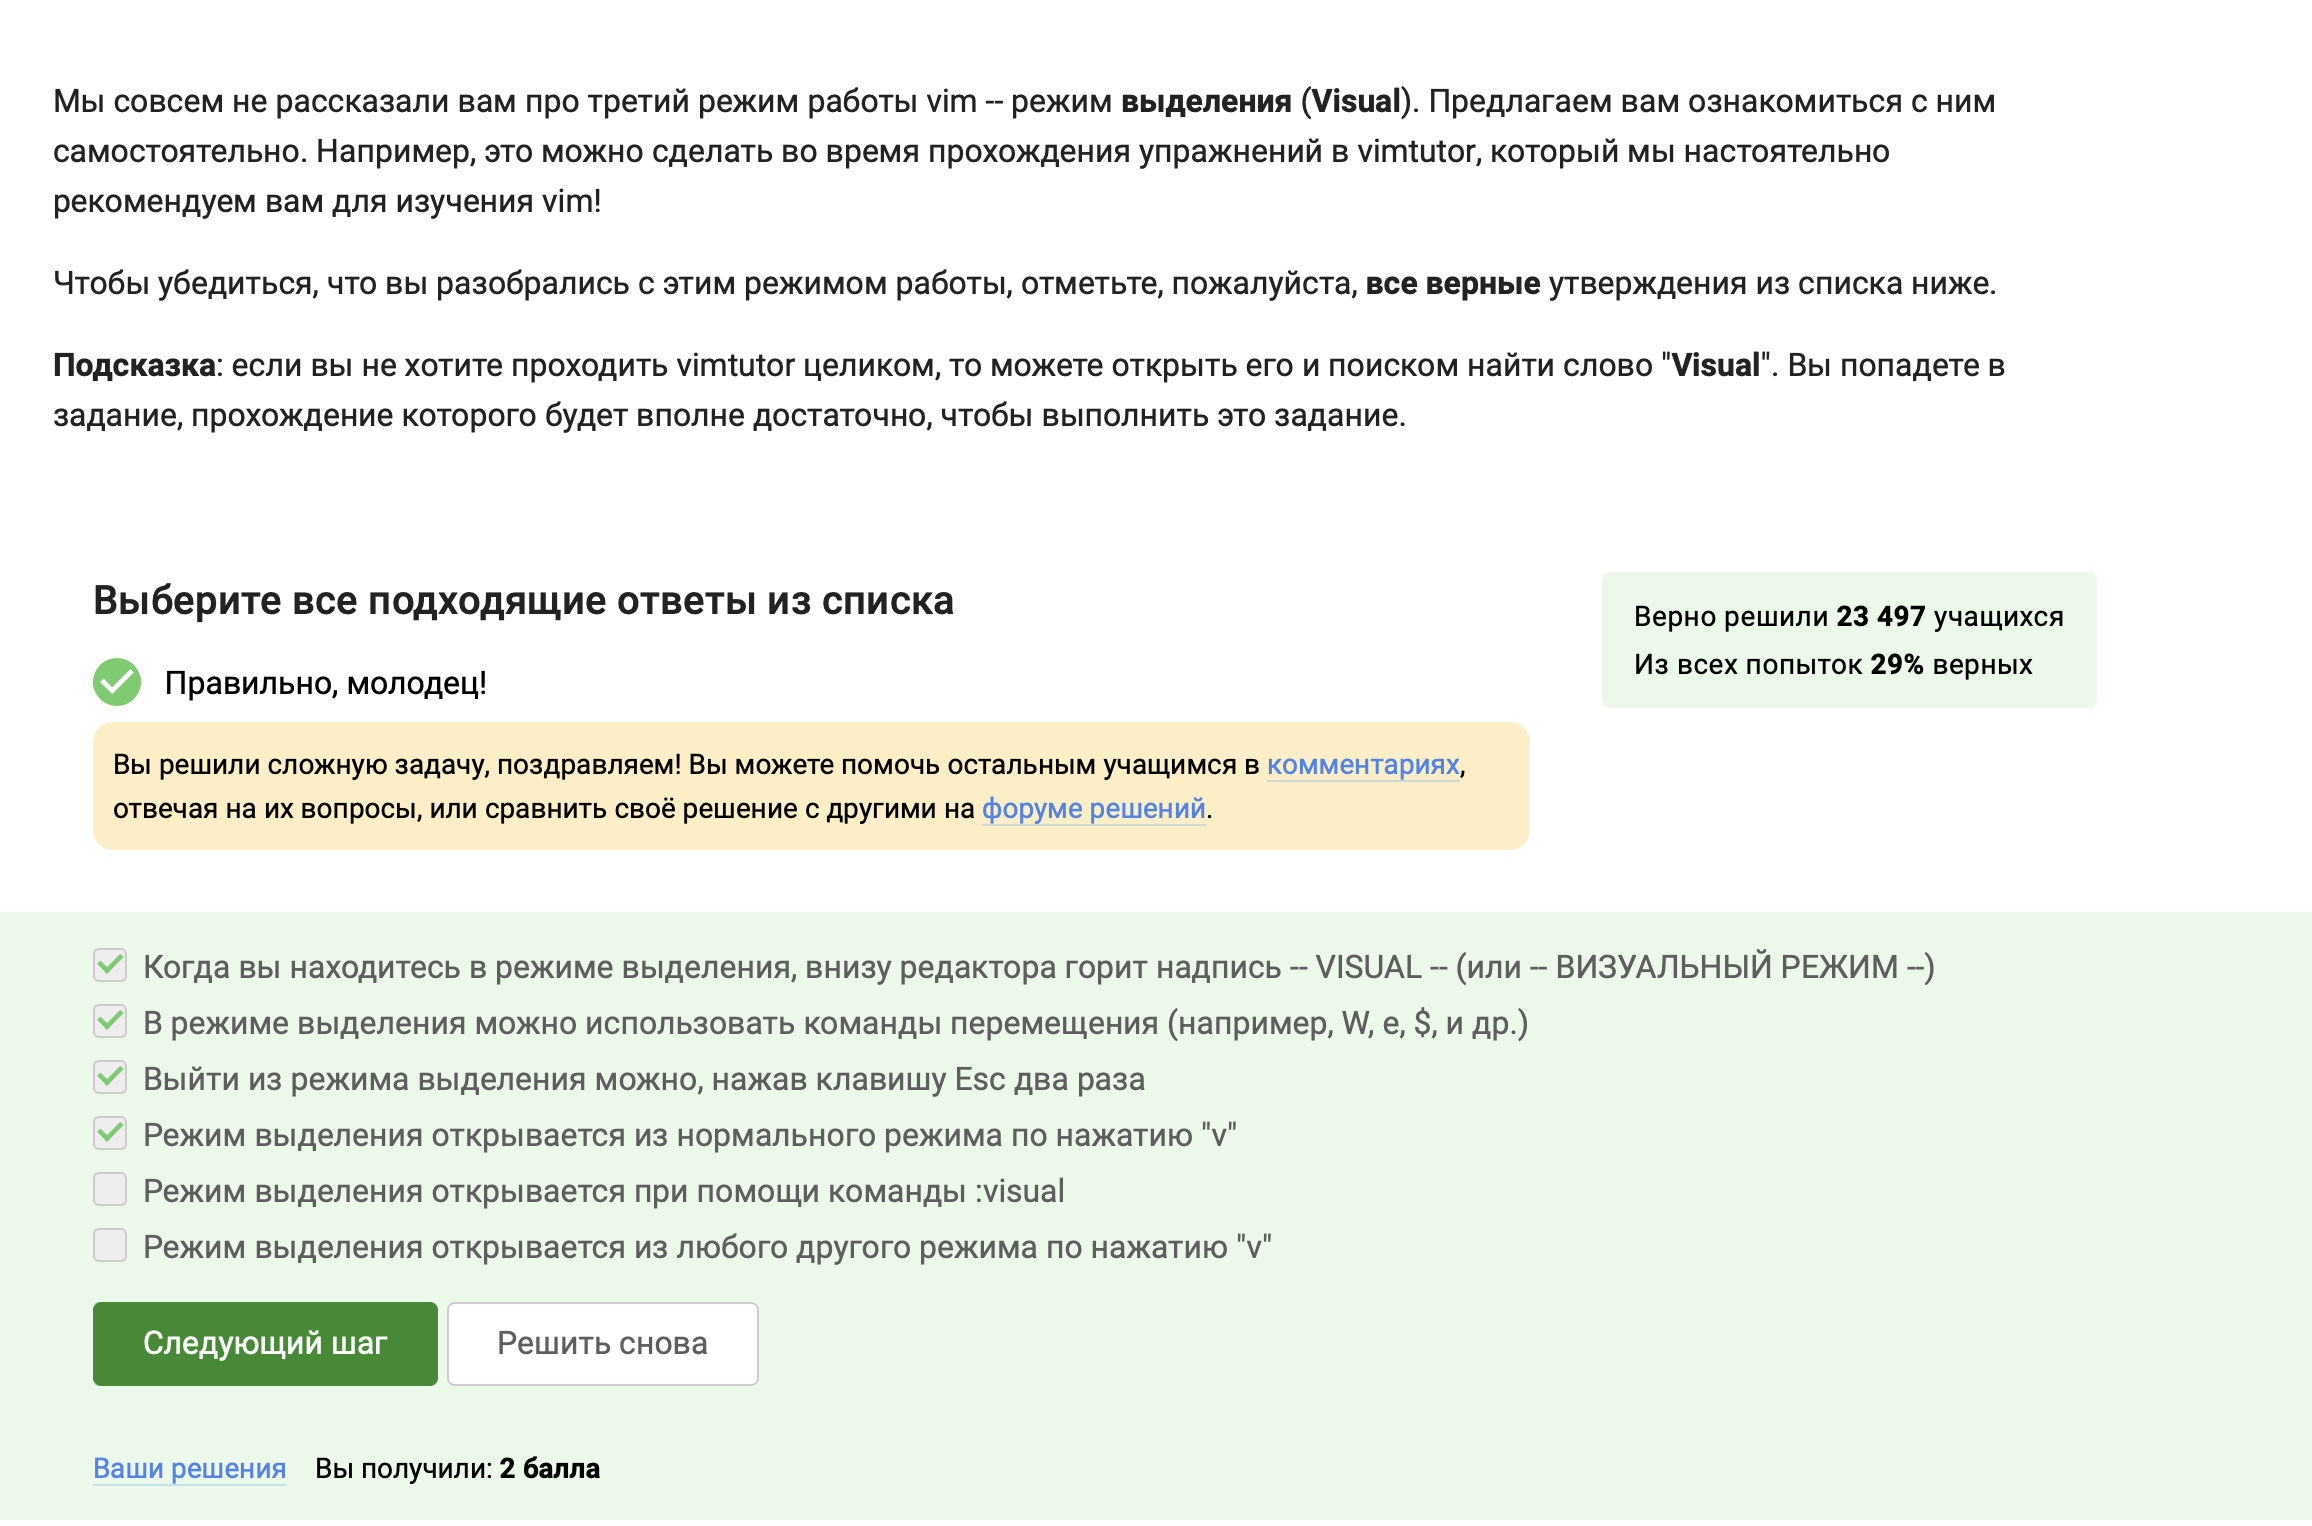 Мы совсем не рассказали вам про третий режим работы vim -- режим выделения (Visual). Предлагаем вам ознакомиться с ним
самостоятельно. Например, это можно сделать во время прохождения упражнений в vimtutor, который мы настоятельно
рекомендуем вам для изучения vim!
Чтобы убедиться, что вы разобрались с этим режимом работы, отметьте, пожалуйста, все верные утверждения из списка ниже.
Подсказка: если вы не хотите проходить vimtutor целиком, то можете открыть его и поиском найти слово "Visual". Вы попадете в
задание, прохождение которого будет вполне достаточно, чтобы выполнить это задание.
Выберите все подходящие ответы из списка
Верно решили 23 497 учащихся
Из всех попыток 29% верных
Правильно, молодец!
Вы решили сложную задачу, поздравляем! Вы можете помочь остальным учащимся в комментариях,
отвечая на их вопросы, или сравнить своё решение с другими на форуме решений.
Когда вы находитесь в режиме выделения, внизу редактора горит надпись -- VISUAL -- (или -- ВИЗУАЛЬНЫЙ РЕЖИМ --)
В режиме выделения можно использовать команды перемещения (например, W, e, $, и др.)
Выйти из режима выделения можно, нажав клавишу Esc два раза
Режим выделения открывается из нормального режима по нажатию "v"
Режим выделения открывается при помощи команды :visual
Режим выделения открывается из любого другого режима по нажатию "v"
Следующий шаг
Решить снова
Ваши решения
Вы получили: 2 балла